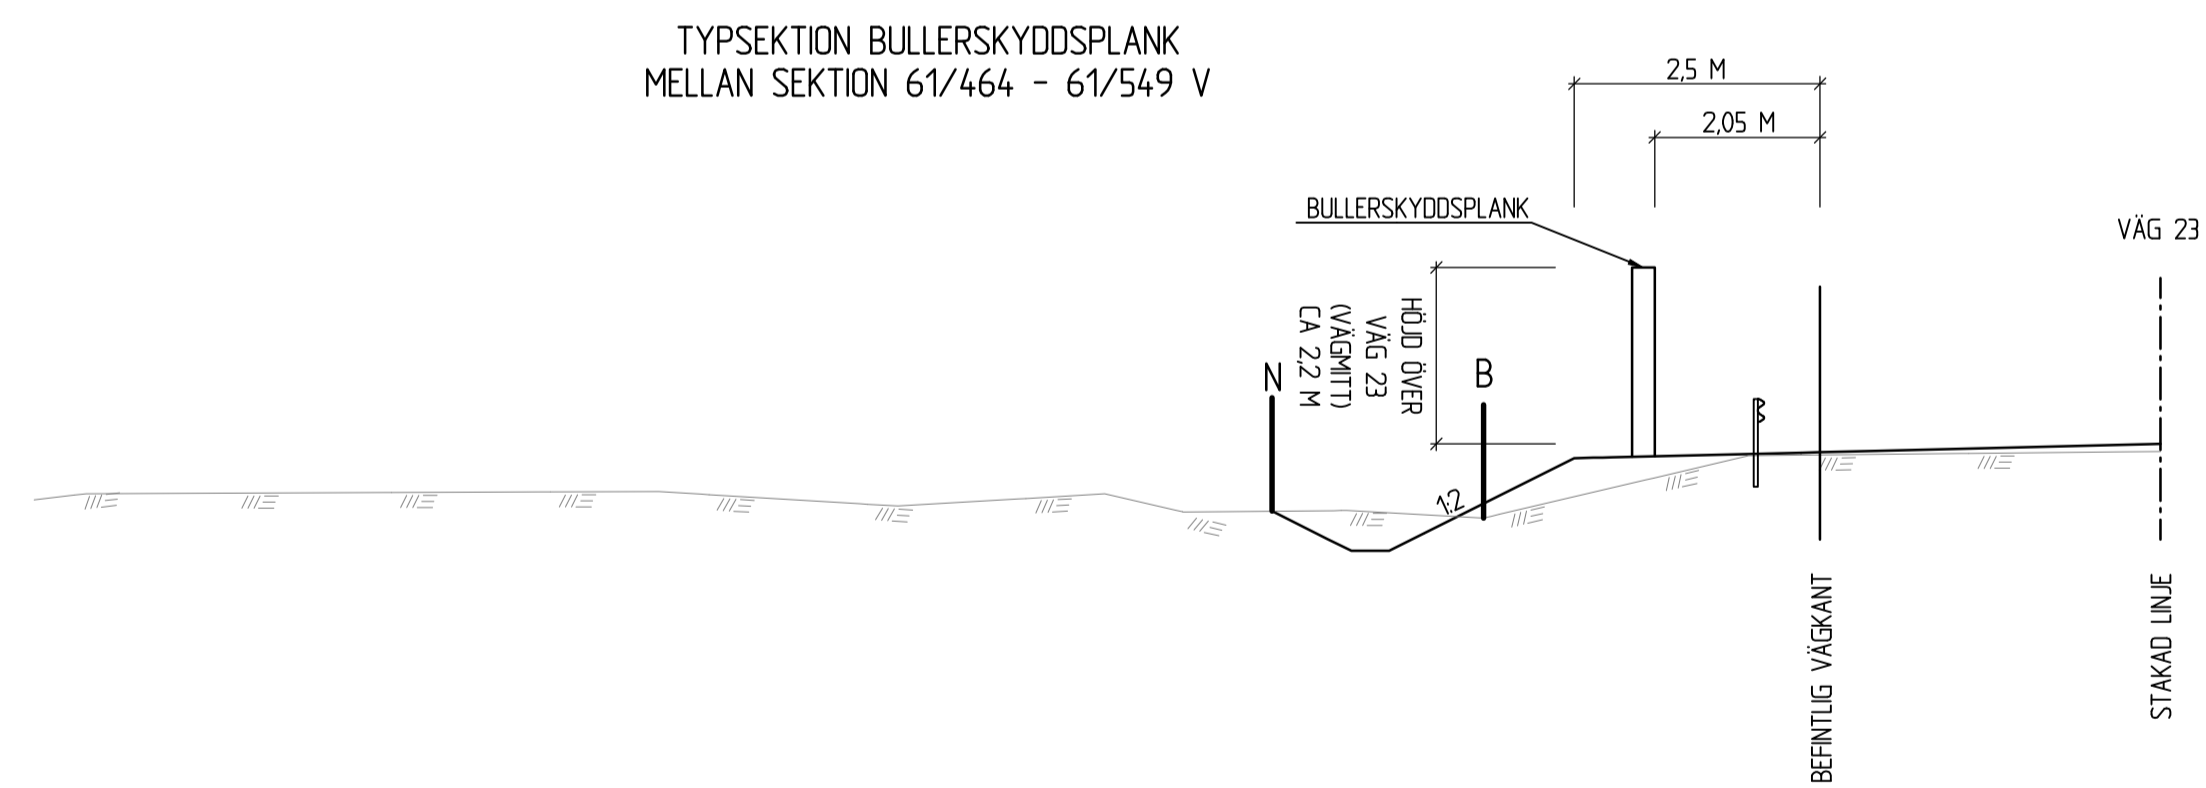 TYPSEKTION BULLERSKYDDSPLANK
MELLAN SEKTION 61/464 - 61/549 V
2,5 M
2,05 M
BULLERSKYDDSPLANK
VÄG 23
HÖJD ÖVER
VÄG 23
(VÄGMITT)
CA 2,2 M
N
B
1:2
BEFINTLIG VÄGKANT
STAKAD LINJE